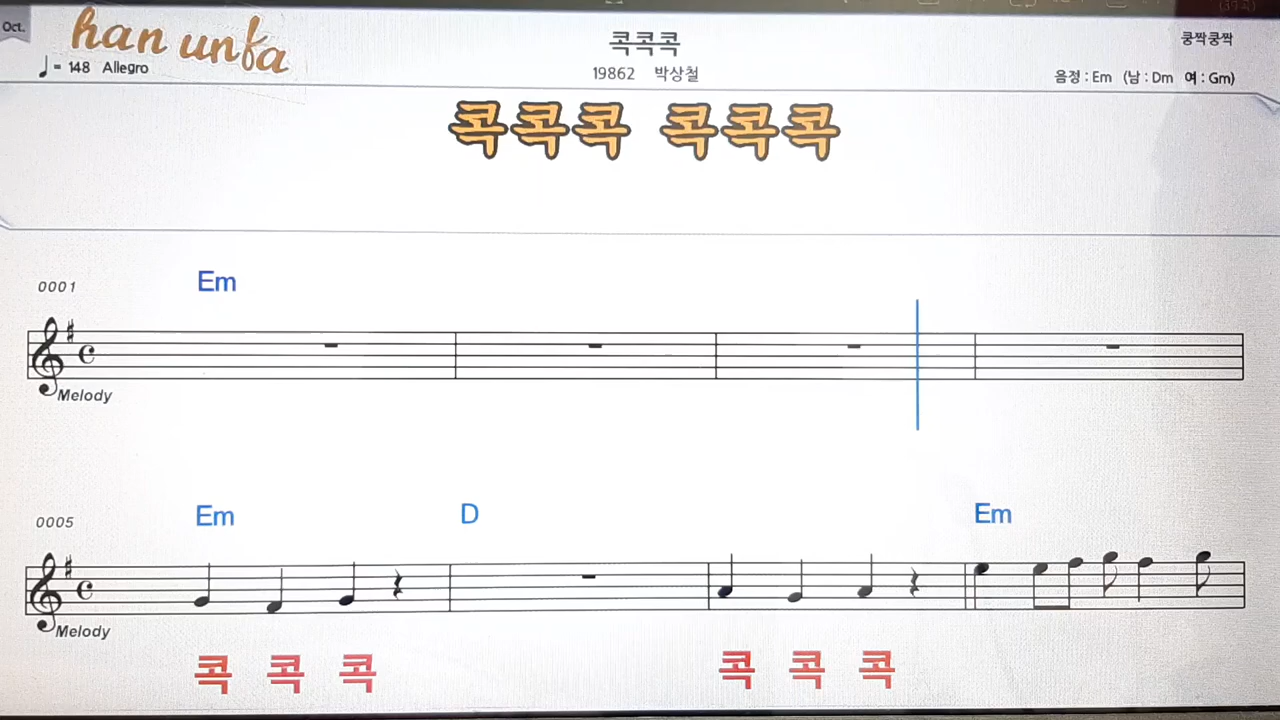 Oct.
han unfa
콕콕콕
쿵짝쿵짝
♩= 148 Allegro
19862 박상철
음정 : Em (남 : Dm 여 : Gm)
콕콕콕 콕콕콕
0001
Em
Melody
0005
Em D Em
Melody
콕 콕 콕 콕 콕 콕